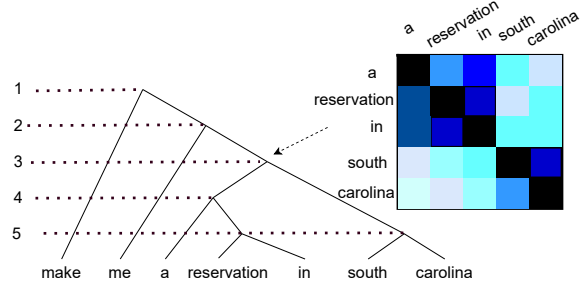 a reservation in south carolina
1
a
reservation
2
in
3
south
4
carolina
5
make me a reservation in south carolina